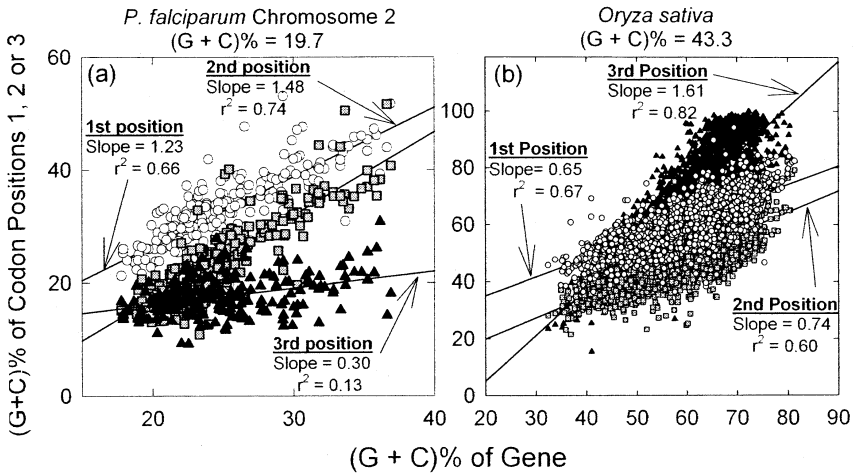 P. falciparum Chromosome 2
(G + C)% = 19.7
Oryza sativa
(G + C)% = 43.3
(G+C)% of Codon Positions 1, 2 or 3
60
40
20
0
(a)
2nd position
Slope = 1.48
r² = 0.74
1st position
Slope = 1.23
r² = 0.66
3rd position
Slope = 0.30
r² = 0.13
20
30
40
100
80
60
40
20
0
(b)
3rd Position
Slope = 1.61
r² = 0.82
1st Position
Slope= 0.65
r² = 0.67
2nd Position
Slope = 0.74
r² = 0.60
20
30
40
50
60
70
80
90
(G + C)% of Gene